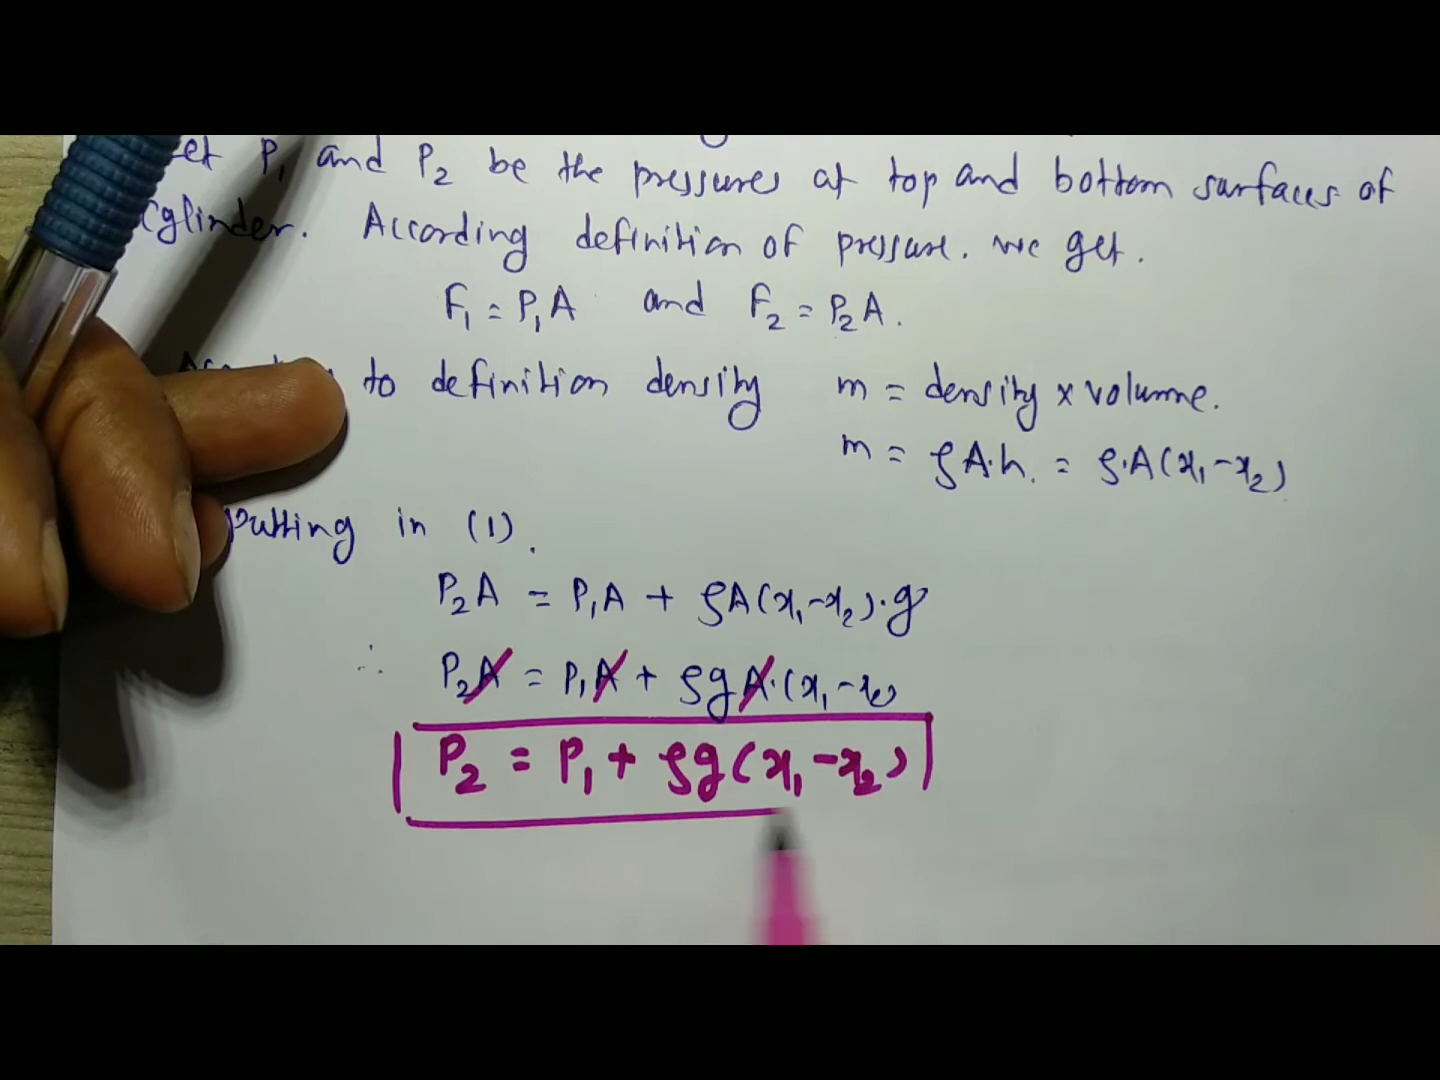 et P₁ and P₂ be the pressures at top and bottom surfaces of
cylinder. According definition of pressure. we get.
F₁ = P₁A and F₂ = P₂A.
to definition density m = density x volume.
m = ρA·h. = ρ·A(x₁-x₂)
putting in (1).
P₂A = P₁A + ρA(x₁-x₂)·g
∴ P₂A = P₁A + ρgA·(x₁-x₂)
P₂ = P₁ + ρg(x₁-x₂)